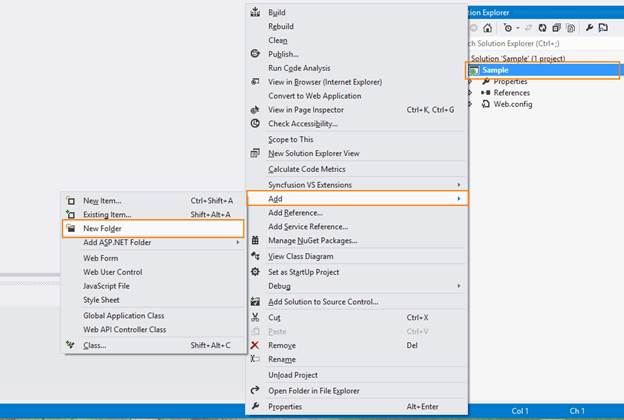 Build
Rebuild
Clean
Publish...
Run Code Analysis
View in Browser (Internet Explorer)
Convert to Web Application
View in Page Inspector Ctrl+K, Ctrl+G
Check Accessibility...
Scope to This
New Solution Explorer View
Calculate Code Metrics
Syncfusion VS Extensions
Add
Add Reference...
Add Service Reference...
Manage NuGet Packages...
View Class Diagram
Set as StartUp Project
Debug
Add Solution to Source Control...
Cut Ctrl+X
Paste Ctrl+V
Remove Del
Rename
Unload Project
Open Folder in File Explorer
Properties Alt+Enter
New Item... Ctrl+Shift+A
Existing Item... Shift+Alt+A
New Folder
Add ASP.NET Folder
Web Form
Web User Control
JavaScript File
Style Sheet
Global Application Class
Web API Controller Class
Class... Shift+Alt+C
ution Explorer
ch Solution Explorer (Ctrl+;)
Solution 'Sample' (1 project)
Sample
Properties
References
Web.config
Ln 1
Col 1
Ch 1